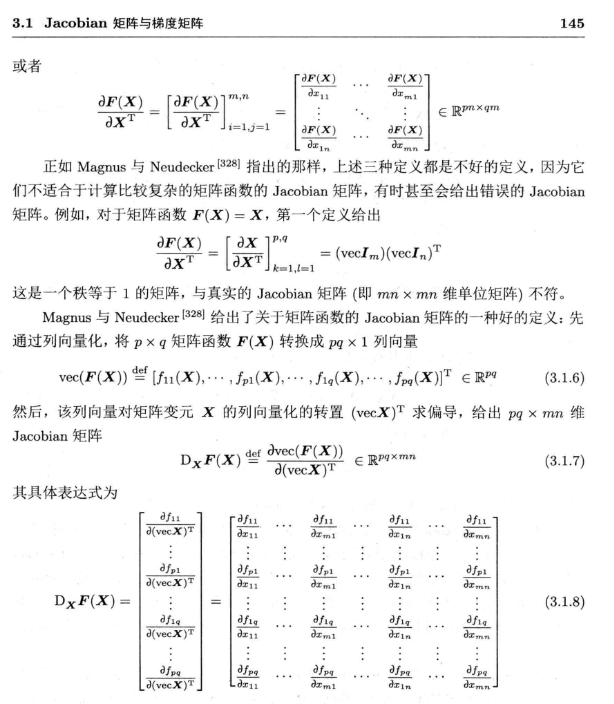 3.1 Jacobian 矩阵与梯度矩阵 145
或者
$$\frac{\partial \boldsymbol{F}(\boldsymbol{X})}{\partial \boldsymbol{X}^{\mathrm{T}}} = \left[\frac{\partial \boldsymbol{F}(\boldsymbol{X})}{\partial \boldsymbol{X}^{\mathrm{T}}}\right]_{i=1,j=1}^{m,n} = \begin{bmatrix} \frac{\partial \boldsymbol{F}(\boldsymbol{X})}{\partial x_{11}} & \cdots & \frac{\partial \boldsymbol{F}(\boldsymbol{X})}{\partial x_{m1}} \\ \vdots & \ddots & \vdots \\ \frac{\partial \boldsymbol{F}(\boldsymbol{X})}{\partial x_{1n}} & \cdots & \frac{\partial \boldsymbol{F}(\boldsymbol{X})}{\partial x_{mn}} \end{bmatrix} \in \mathbb{R}^{pn \times qm}$$
正如 Magnus 与 Neudecker [328] 指出的那样，上述三种定义都是不好的定义，因为它
们不适合于计算比较复杂的矩阵函数的 Jacobian 矩阵，有时甚至会给出错误的 Jacobian
矩阵。例如，对于矩阵函数 F(X) = X，第一个定义给出
$$\frac{\partial \boldsymbol{F}(\boldsymbol{X})}{\partial \boldsymbol{X}^{\mathrm{T}}} = \left[\frac{\partial \boldsymbol{X}}{\partial \boldsymbol{X}^{\mathrm{T}}}\right]_{k=1,l=1}^{p,q} = (\mathrm{vec}\boldsymbol{I}_m)(\mathrm{vec}\boldsymbol{I}_n)^{\mathrm{T}}$$
这是一个秩等于 1 的矩阵，与真实的 Jacobian 矩阵 (即 mn × mn 维单位矩阵) 不符。
Magnus 与 Neudecker [328] 给出了关于矩阵函数的 Jacobian 矩阵的一种好的定义：先
通过列向量化，将 p × q 矩阵函数 F(X) 转换成 pq × 1 列向量
$$\mathrm{vec}(\boldsymbol{F}(\boldsymbol{X})) \stackrel{\mathrm{def}}{=} [f_{11}(\boldsymbol{X}), \cdots, f_{p1}(\boldsymbol{X}), \cdots, f_{1q}(\boldsymbol{X}), \cdots, f_{pq}(\boldsymbol{X})]^{\mathrm{T}} \in \mathbb{R}^{pq}$$ (3.1.6)
然后，该列向量对矩阵变元 X 的列向量化的转置 (vecX)^T 求偏导，给出 pq × mn 维
Jacobian 矩阵
$$\mathrm{D}_{\boldsymbol{X}}\boldsymbol{F}(\boldsymbol{X}) \stackrel{\mathrm{def}}{=} \frac{\partial \mathrm{vec}(\boldsymbol{F}(\boldsymbol{X}))}{\partial (\mathrm{vec}\boldsymbol{X})^{\mathrm{T}}} \in \mathbb{R}^{pq \times mn}$$ (3.1.7)
其具体表达式为
$$\mathrm{D}_{\boldsymbol{X}}\boldsymbol{F}(\boldsymbol{X}) = \begin{bmatrix} \frac{\partial f_{11}}{\partial (\mathrm{vec}\boldsymbol{X})^{\mathrm{T}}} \\ \vdots \\ \frac{\partial f_{p1}}{\partial (\mathrm{vec}\boldsymbol{X})^{\mathrm{T}}} \\ \vdots \\ \frac{\partial f_{1q}}{\partial (\mathrm{vec}\boldsymbol{X})^{\mathrm{T}}} \\ \vdots \\ \frac{\partial f_{pq}}{\partial (\mathrm{vec}\boldsymbol{X})^{\mathrm{T}}} \end{bmatrix} = \begin{bmatrix} \frac{\partial f_{11}}{\partial x_{11}} & \cdots & \frac{\partial f_{11}}{\partial x_{m1}} & \cdots & \frac{\partial f_{11}}{\partial x_{1n}} & \cdots & \frac{\partial f_{11}}{\partial x_{mn}} \\ \vdots & \vdots & \vdots & \vdots & \vdots & \vdots & \vdots \\ \frac{\partial f_{p1}}{\partial x_{11}} & \cdots & \frac{\partial f_{p1}}{\partial x_{m1}} & \cdots & \frac{\partial f_{p1}}{\partial x_{1n}} & \cdots & \frac{\partial f_{p1}}{\partial x_{mn}} \\ \vdots & \vdots & \vdots & \vdots & \vdots & \vdots & \vdots \\ \frac{\partial f_{1q}}{\partial x_{11}} & \cdots & \frac{\partial f_{1q}}{\partial x_{m1}} & \cdots & \frac{\partial f_{1q}}{\partial x_{1n}} & \cdots & \frac{\partial f_{1q}}{\partial x_{mn}} \\ \vdots & \vdots & \vdots & \vdots & \vdots & \vdots & \vdots \\ \frac{\partial f_{pq}}{\partial x_{11}} & \cdots & \frac{\partial f_{pq}}{\partial x_{m1}} & \cdots & \frac{\partial f_{pq}}{\partial x_{1n}} & \cdots & \frac{\partial f_{pq}}{\partial x_{mn}} \end{bmatrix}$$ (3.1.8)